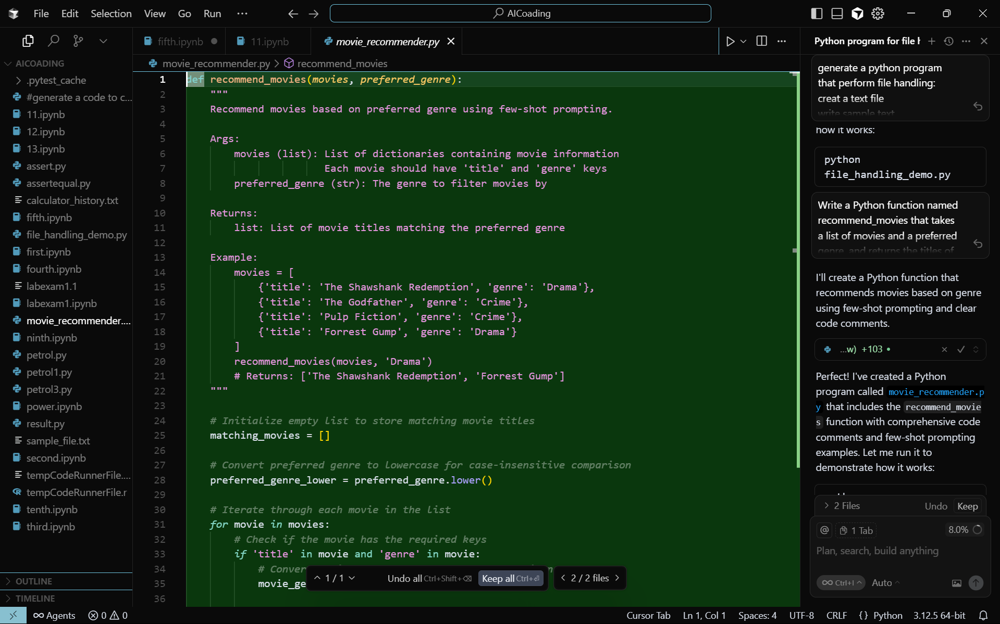 File Edit Selection View Go Run ··· ← → AICoading
fifth.ipynb ● 11.ipynb movie_recommender.py ×
Python program for file
movie_recommender.py > recommend_movies
AICOADING
.pytest_cache
#generate a code to c...
11.ipynb
12.ipynb
13.ipynb
assert.py
assertequal.py
calculator_history.txt
fifth.ipynb
file_handling_demo.py
first.ipynb
fourth.ipynb
labexam1.1
labexam1.ipynb
movie_recommender....
ninth.ipynb
petrol.py
petrol1.py
petrol3.py
power.ipynb
result.py
sample_file.txt
second.ipynb
tempCodeRunnerFile....
tempCodeRunnerFile.r
tenth.ipynb
third.ipynb
OUTLINE
TIMELINE
1 def recommend_movies(movies, preferred_genre):
2 """
3 Recommend movies based on preferred genre using few-shot prompting.
4
5 Args:
6 movies (list): List of dictionaries containing movie information
7 Each movie should have 'title' and 'genre' keys
8 preferred_genre (str): The genre to filter movies by
9
10 Returns:
11 list: List of movie titles matching the preferred genre
12
13 Example:
14 movies = [
15 {'title': 'The Shawshank Redemption', 'genre': 'Drama'},
16 {'title': 'The Godfather', 'genre': 'Crime'},
17 {'title': 'Pulp Fiction', 'genre': 'Crime'},
18 {'title': 'Forrest Gump', 'genre': 'Drama'}
19 ]
20 recommend_movies(movies, 'Drama')
21 # Returns: ['The Shawshank Redemption', 'Forrest Gump']
22 """
23
24 # Initialize empty list to store matching movie titles
25 matching_movies = []
26
27 # Convert preferred genre to lowercase for case-insensitive comparison
28 preferred_genre_lower = preferred_genre.lower()
29
30 # Iterate through each movie in the list
31 for movie in movies:
32 # Check if the movie has the required keys
33 if 'title' in movie and 'genre' in movie:
34 # Conver
35 movie_ge
36
1 / 1 Undo all Ctrl+Shift+⌫ Keep all Ctrl+⏎ < 2 / 2 files >
generate a python program
that perform file handling:
creat a text file
write sample text
how it works:
python
file_handling_demo.py
Write a Python function named
recommend_movies that takes
a list of movies and a preferred
genre, and returns the titles of
I'll create a Python function that
recommends movies based on genre
using few-shot prompting and clear
code comments.
...w) +103 •
Perfect! I've created a Python
program called movie_recommender.p
y that includes the recommend_movie
s function with comprehensive code
comments and few-shot prompting
examples. Let me run it to
demonstrate how it works:
> 2 Files Undo Keep
@ 1 Tab 8.0%
Plan, search, build anything
∞ Ctrl+I Auto
∞ Agents 0 0 Cursor Tab Ln 1, Col 1 Spaces: 4 UTF-8 CRLF {} Python 3.12.5 64-bit